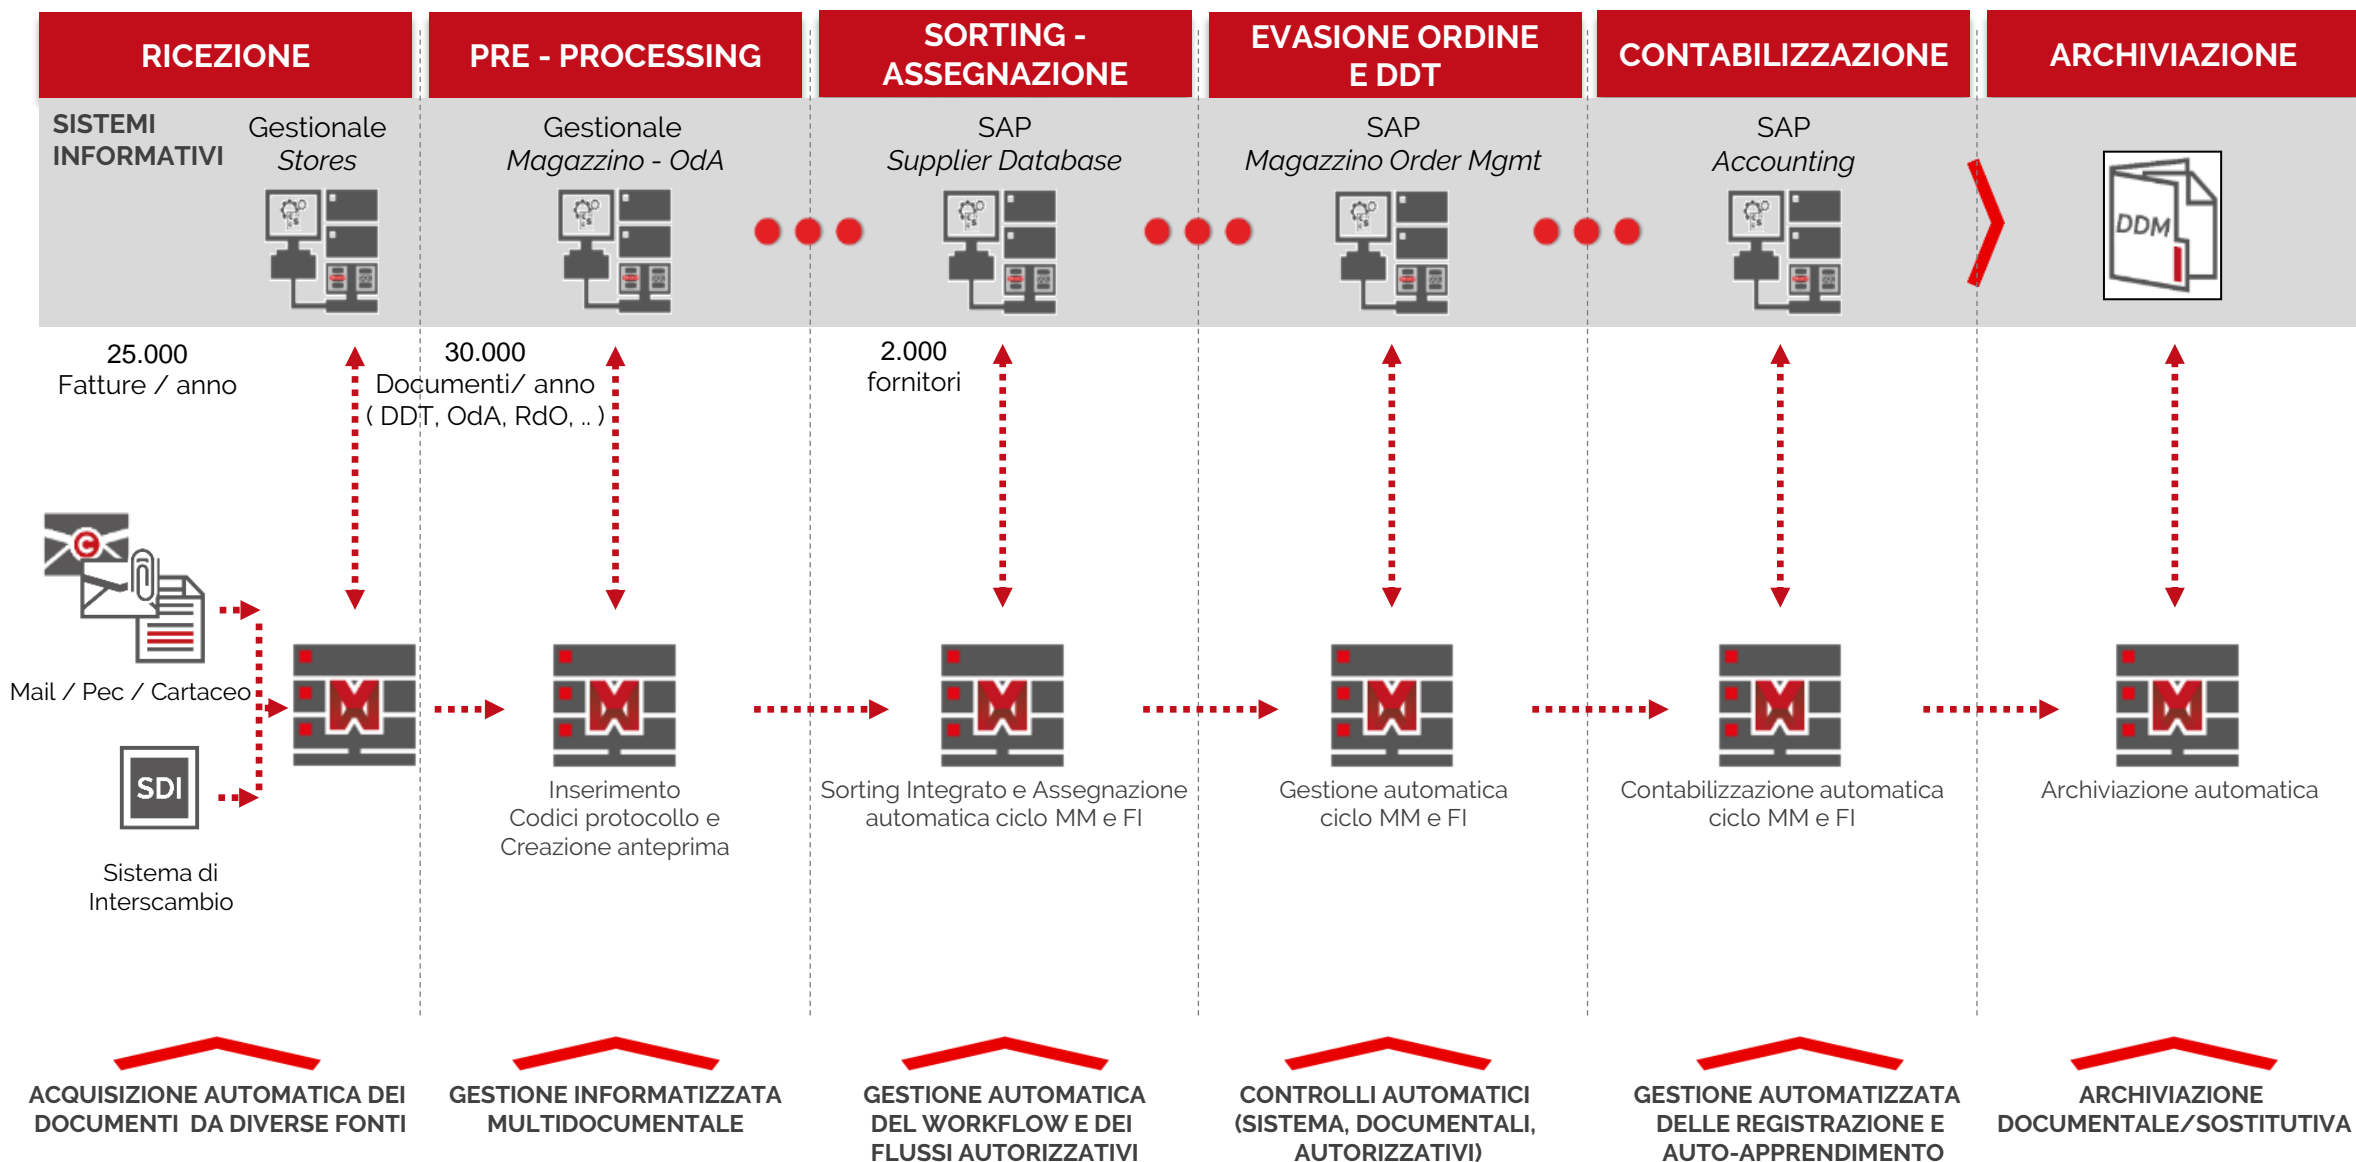 RICEZIONE
PRE - PROCESSING
SORTING -
ASSEGNAZIONE
EVASIONE ORDINE
E DDT
CONTABILIZZAZIONE
ARCHIVIAZIONE
SISTEMI
INFORMATIVI
Gestionale
Stores
Gestionale
Magazzino - OdA
SAP
Supplier Database
SAP
Magazzino Order Mgmt
SAP
Accounting
DDM
25.000
Fatture / anno
30.000
Documenti/ anno
( DDT, OdA, RdO, .. )
2.000
fornitori
C
Mail / Pec / Cartaceo
SDI
Sistema di
Interscambio
Inserimento
Codici protocollo e
Creazione anteprima
Sorting Integrato e Assegnazione
automatica ciclo MM e FI
Gestione automatica
ciclo MM e FI
Contabilizzazione automatica
ciclo MM e FI
Archiviazione automatica
ACQUISIZIONE AUTOMATICA DEI
DOCUMENTI DA DIVERSE FONTI
GESTIONE INFORMATIZZATA
MULTIDOCUMENTALE
GESTIONE AUTOMATICA
DEL WORKFLOW E DEI
FLUSSI AUTORIZZATIVI
CONTROLLI AUTOMATICI
(SISTEMA, DOCUMENTALI,
AUTORIZZATIVI)
GESTIONE AUTOMATIZZATA
DELLE REGISTRAZIONE E
AUTO-APPRENDIMENTO
ARCHIVIAZIONE
DOCUMENTALE/SOSTITUTIVA